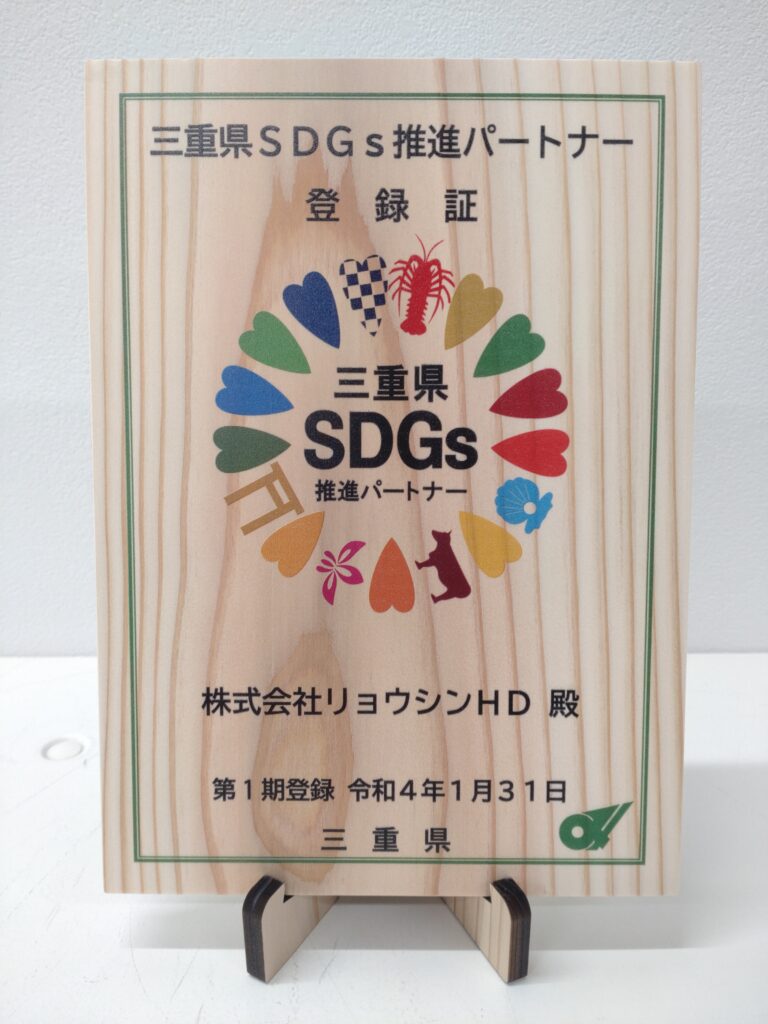 三重県ＳＤＧｓ推進パートナー
登 録 証
三重県
SDGs
推進パートナー
株式会社リョウシンＨＤ 殿
第１期登録 令和４年１月３１日
三 重 県